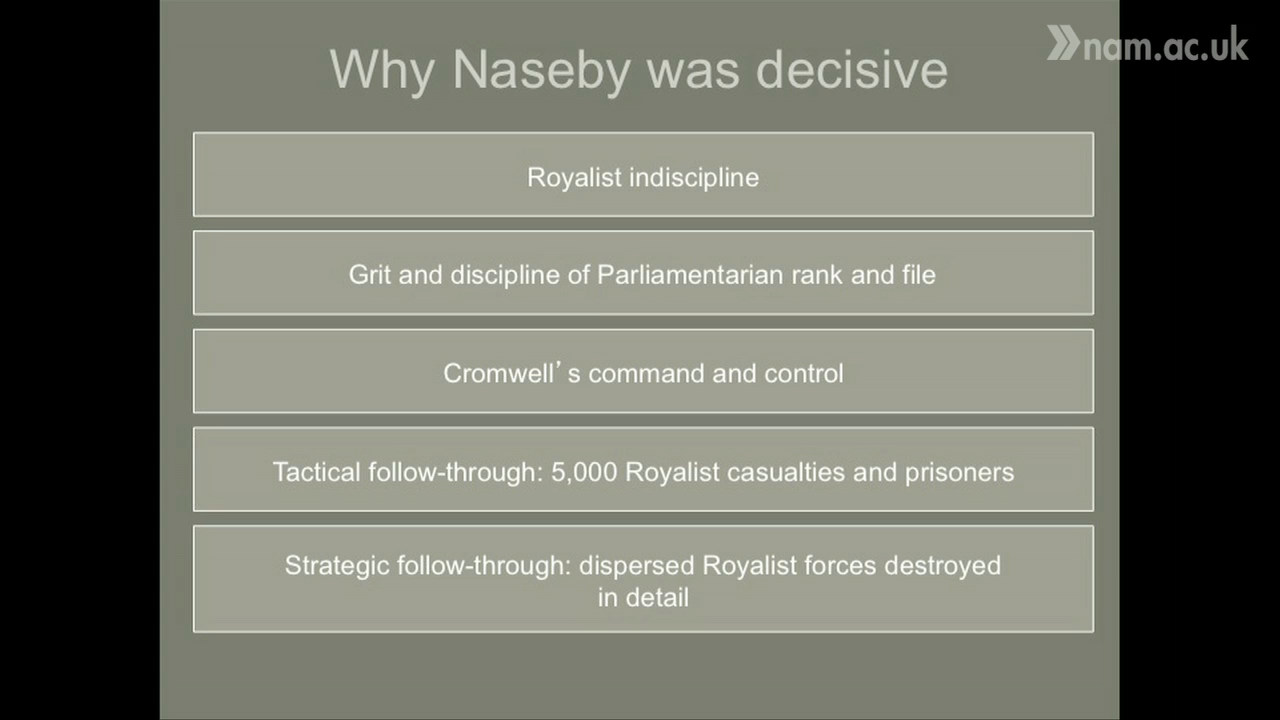 nam.ac.uk
Why Naseby was decisive
Royalist indiscipline
Grit and discipline of Parliamentarian rank and file
Cromwell’s command and control
Tactical follow-through: 5,000 Royalist casualties and prisoners
Strategic follow-through: dispersed Royalist forces destroyed
in detail